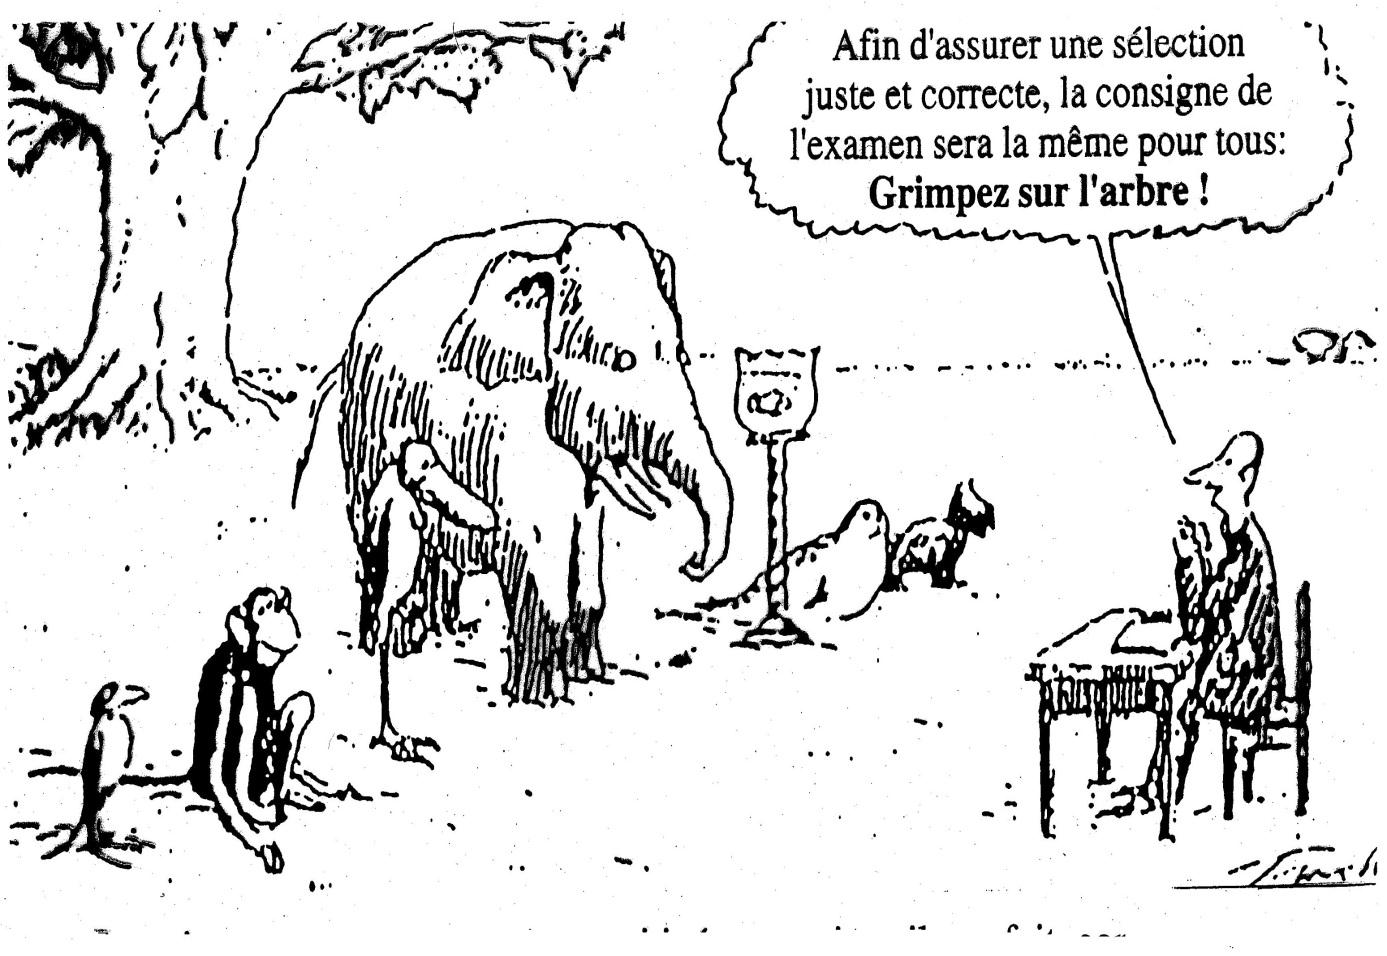 Afin d'assurer une sélection
juste et correcte, la consigne de
l'examen sera la même pour tous:
Grimpez sur l'arbre !